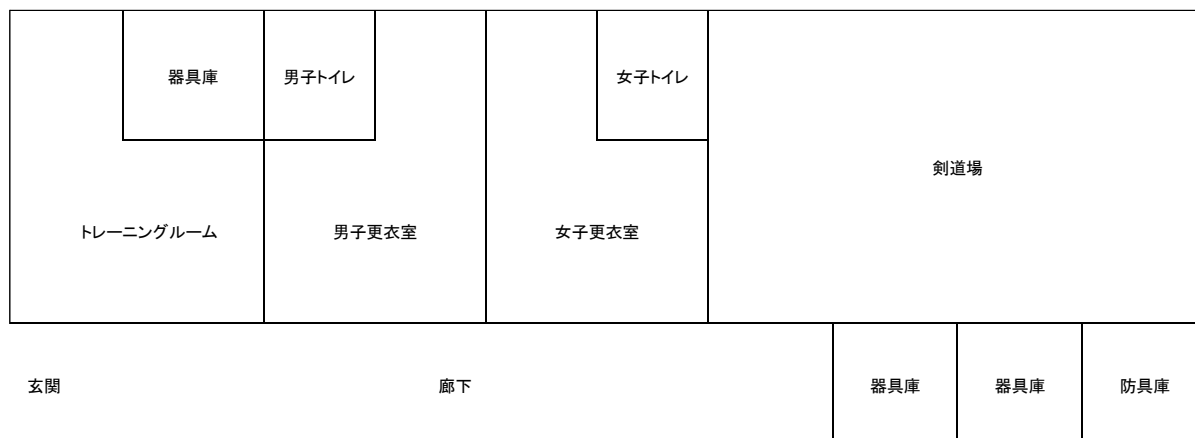 器具庫
男子トイレ
女子トイレ
剣道場
トレーニングルーム
男子更衣室
女子更衣室
玄関
廊下
器具庫
器具庫
防具庫